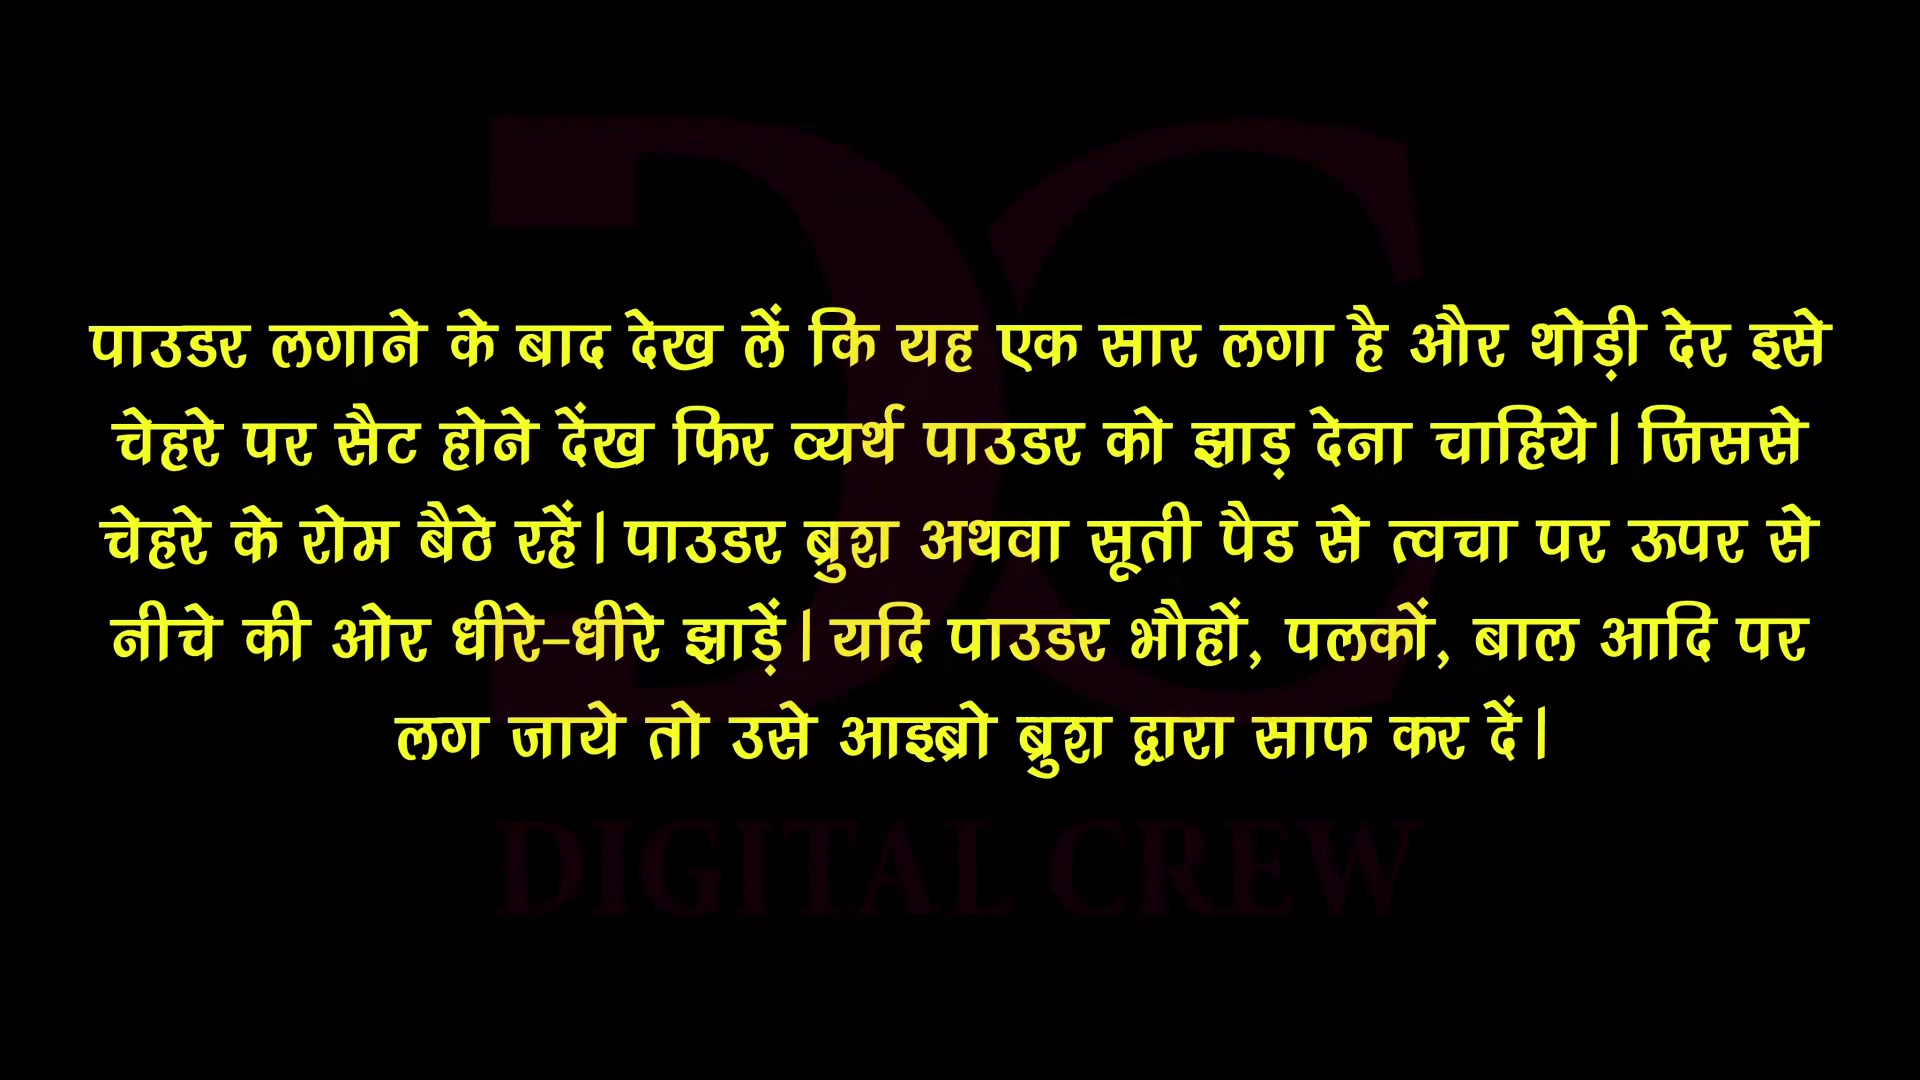 पाउडर लगाने के बाद देख लें कि यह एक सार लगा है और थोड़ी देर इसे
चेहरे पर सैट होने देंख फिर व्यर्थ पाउडर को झाड़ देना चाहिये। जिससे
चेहरे के रोम बैठे रहें। पाउडर ब्रुश अथवा सूती पैड से त्वचा पर ऊपर से
नीचे की ओर धीरे-धीरे झाड़ें। यदि पाउडर भौहों, पलकों, बाल आदि पर
लग जाये तो उसे आइब्रो ब्रुश द्वारा साफ कर दें।
DC
DIGITAL CREW